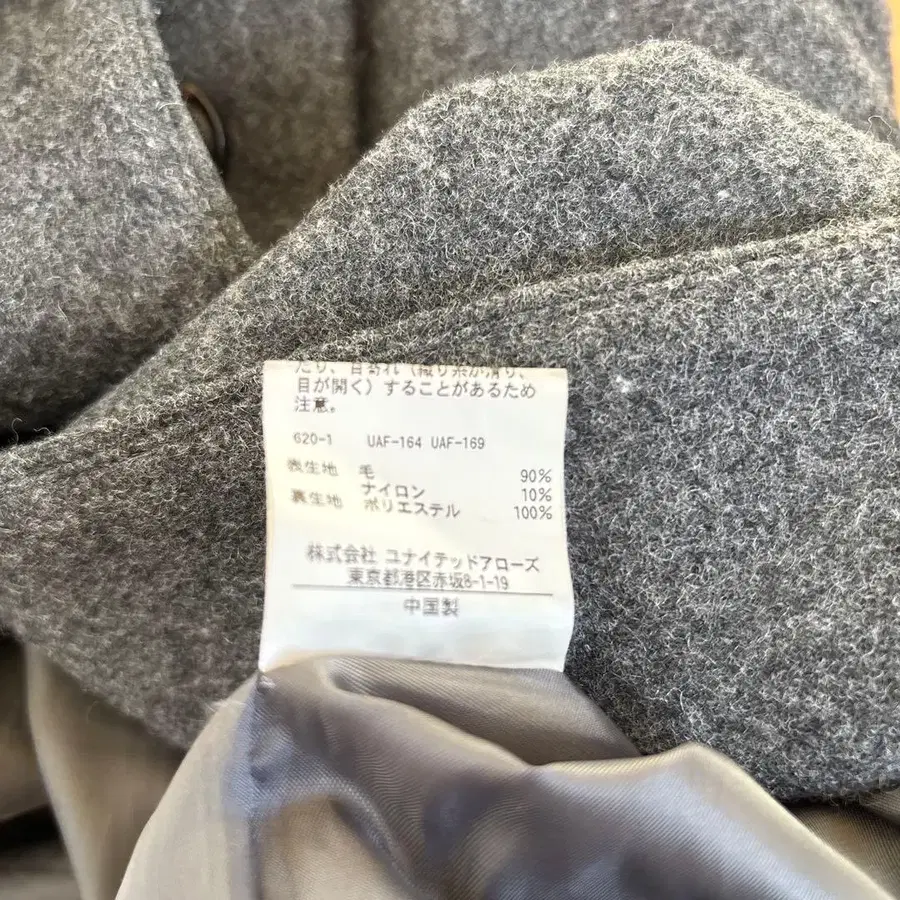 たり、目寄れ（織り糸が滑り、
目が開く）することがあるため
注意。
620-1 UAF-164 UAF-169
表生地 毛 90%
ナイロン 10%
裏生地 ポリエステル 100%
株式会社 ユナイテッドアローズ
東京都港区赤坂8-1-19
中国製